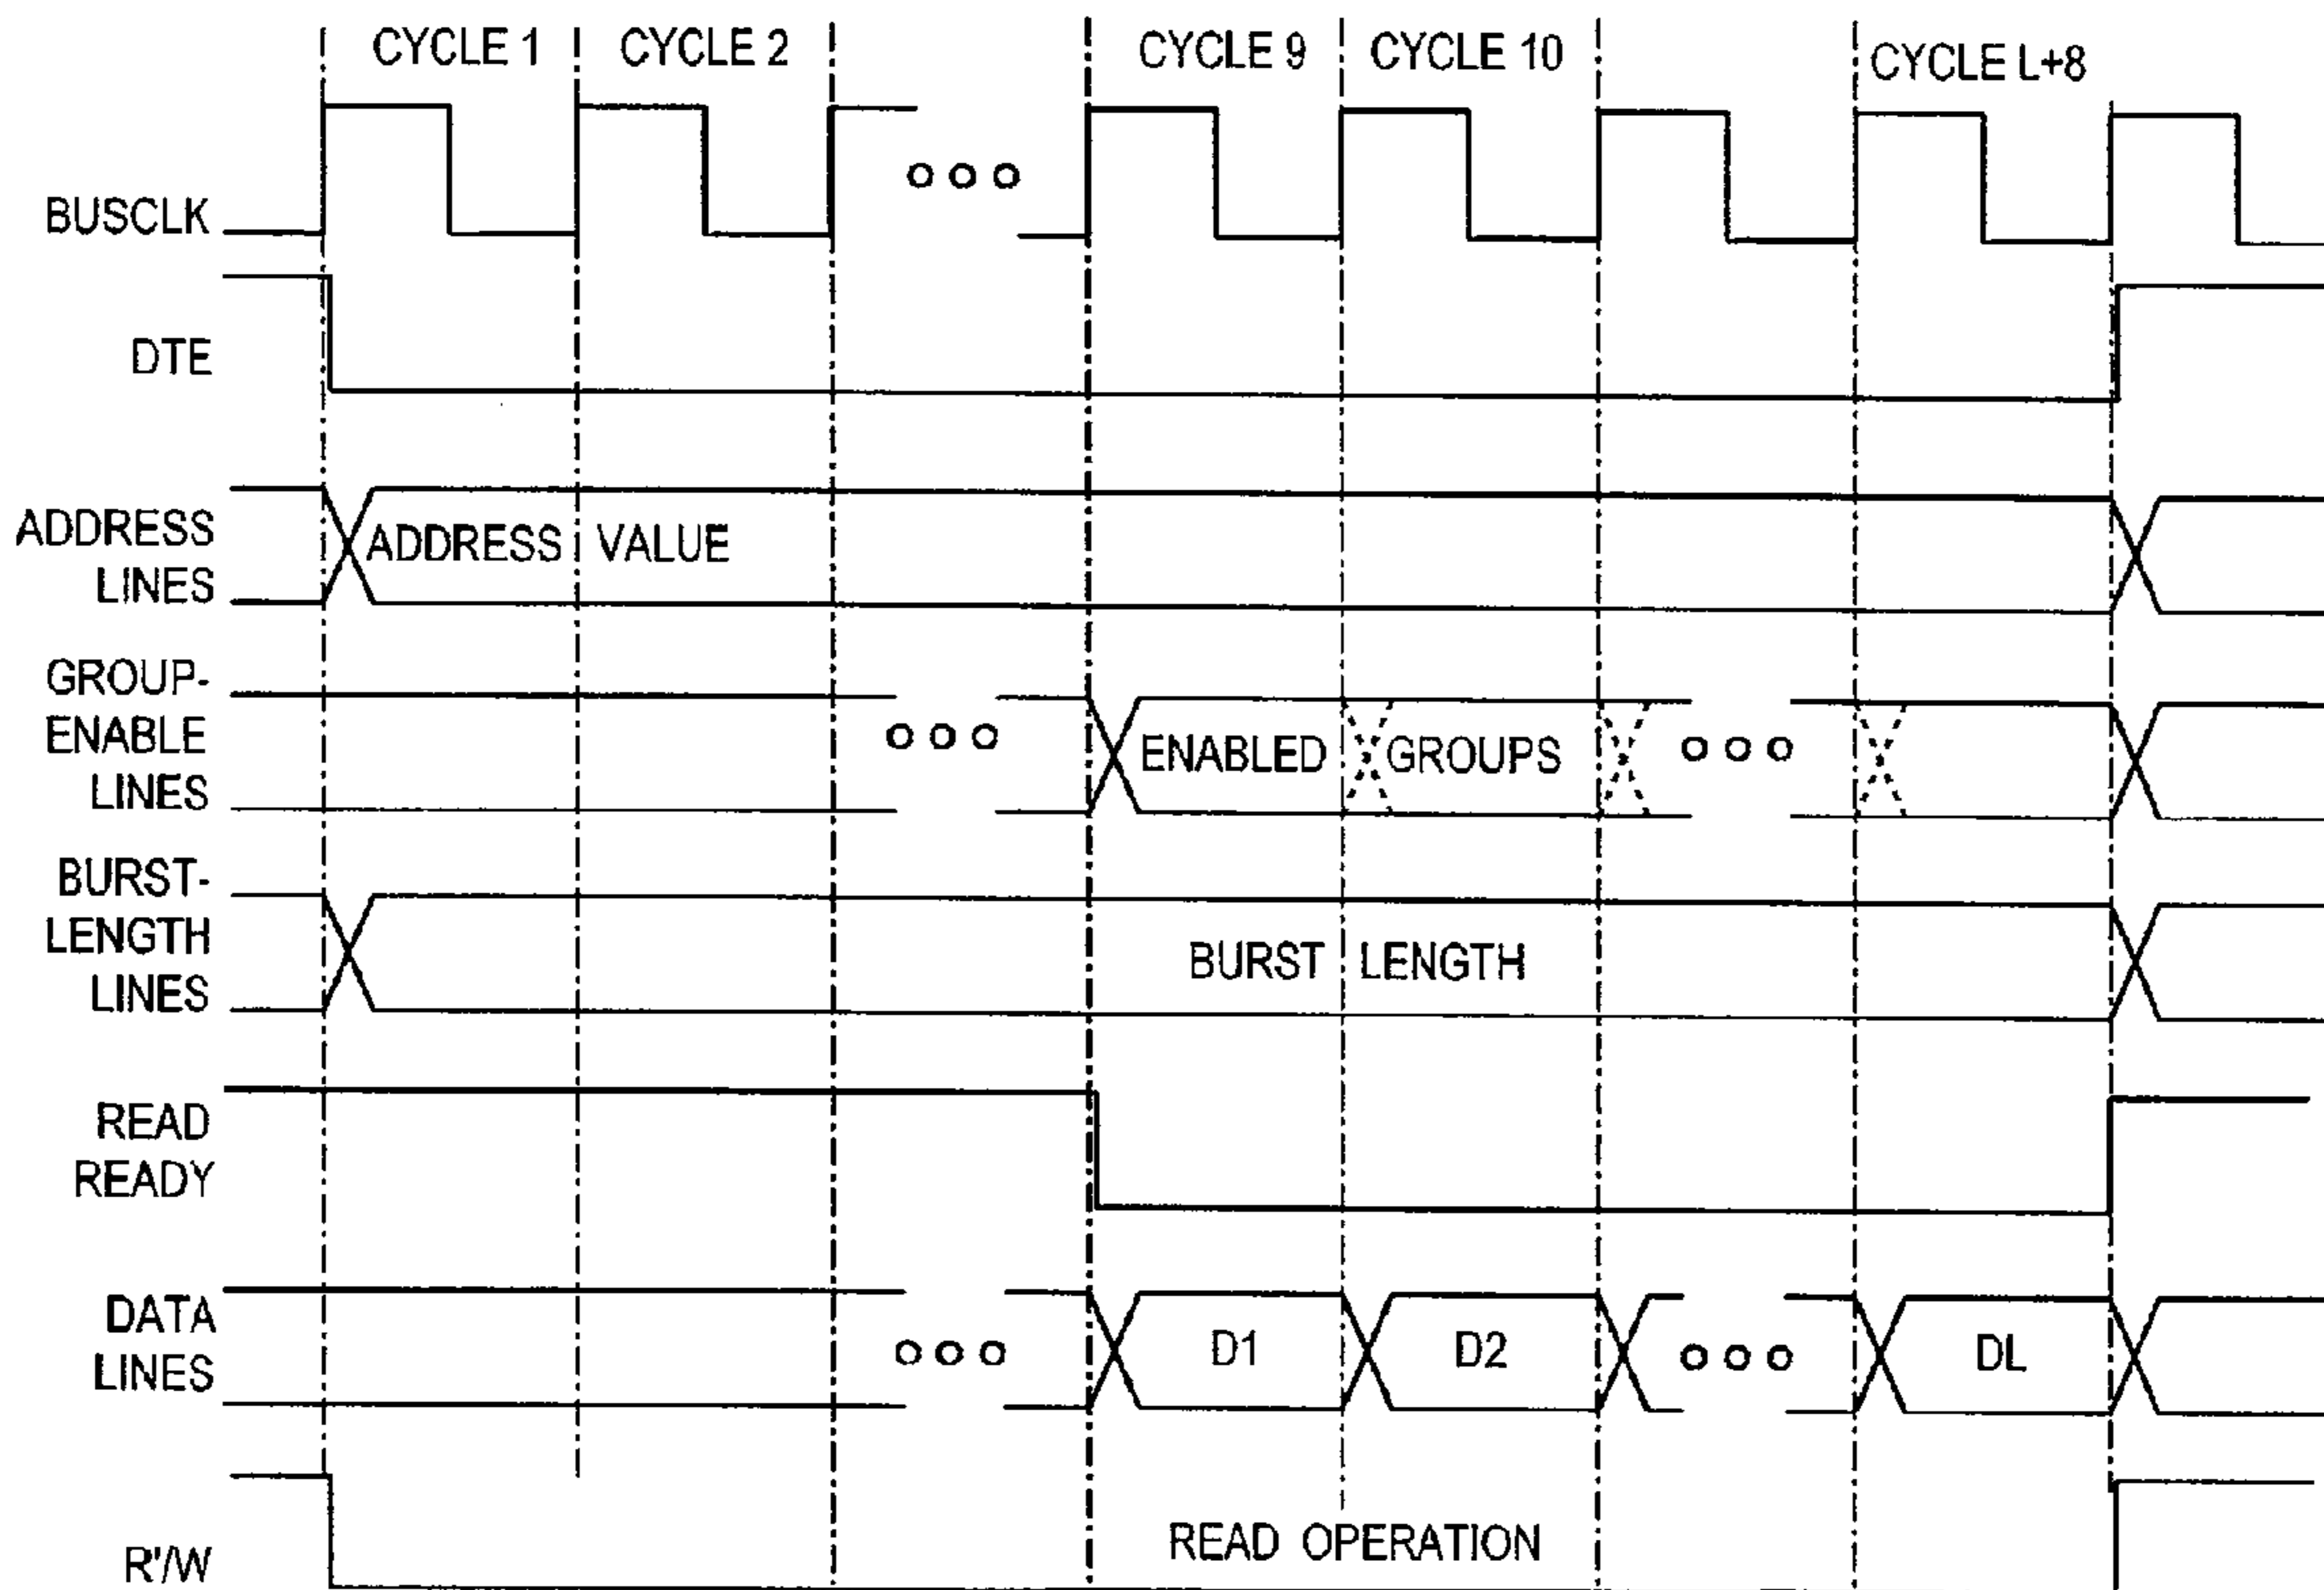 CYCLE 1 CYCLE 2 CYCLE 9 CYCLE 10 CYCLE L+8
BUSCLK
DTE
ADDRESS
LINES
ADDRESS VALUE
GROUP-
ENABLE
LINES
ENABLED GROUPS
BURST-
LENGTH
LINES
BURST LENGTH
READ
READY
DATA
LINES
D1 D2 DL
R'/W
READ OPERATION